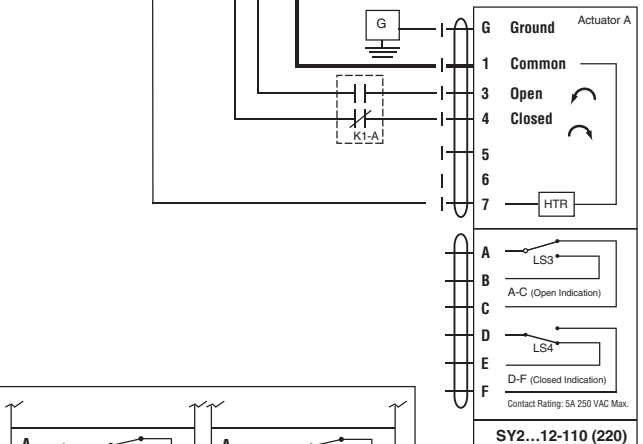 G
G Ground Actuator A
1 Common
3 Open
4 Closed
K1-A
5
6
7 HTR
A
LS3
B
A-C (Open Indication)
C
D
LS4
E
D-F (Closed Indication)
F
Contact Rating: 5A 250 VAC Max.
SY2...12-110 (220)
A A